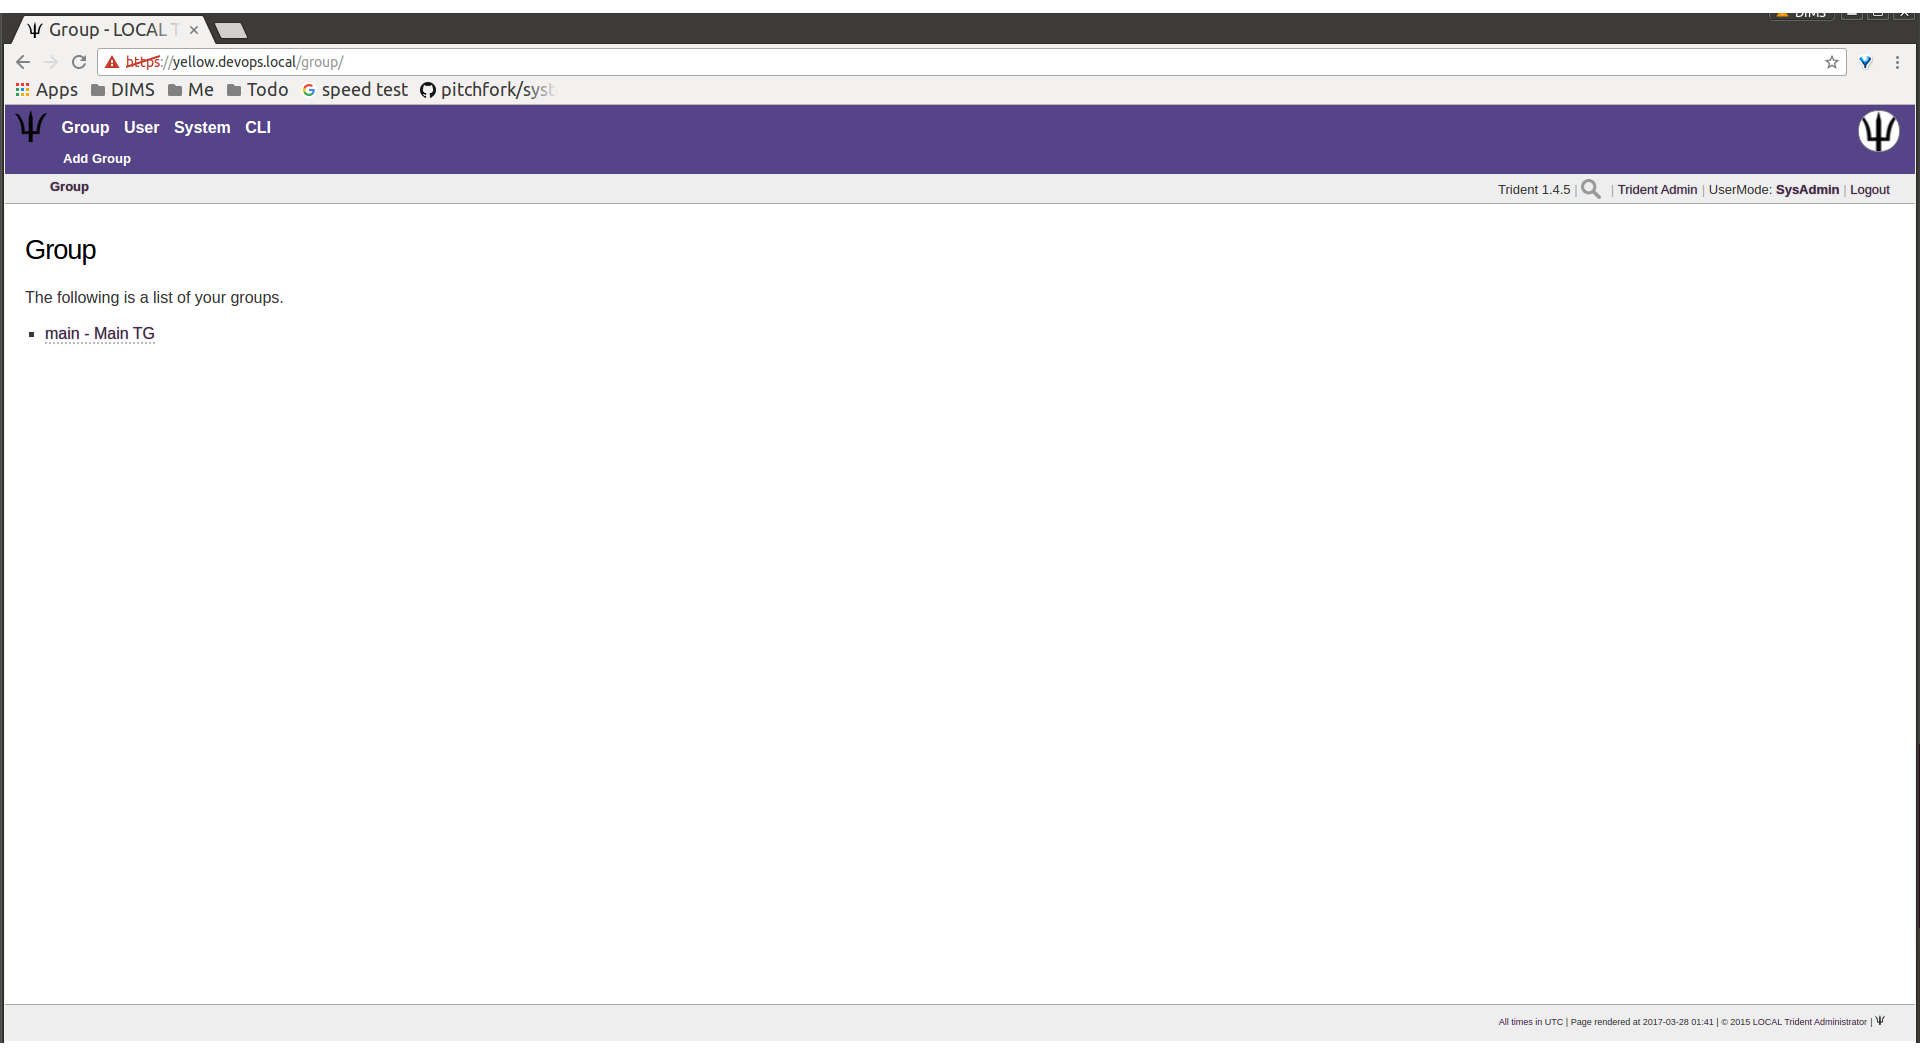 DIMS
Group - LOCAL T
https://yellow.devops.local/group/
Apps DIMS Me Todo speed test pitchfork/syst
Group User System CLI
Add Group
Group
Trident 1.4.5 | | Trident Admin | UserMode: SysAdmin | Logout
Group
The following is a list of your groups.
main - Main TG
All times in UTC | Page rendered at 2017-03-28 01:41 | © 2015 LOCAL Trident Administrator |